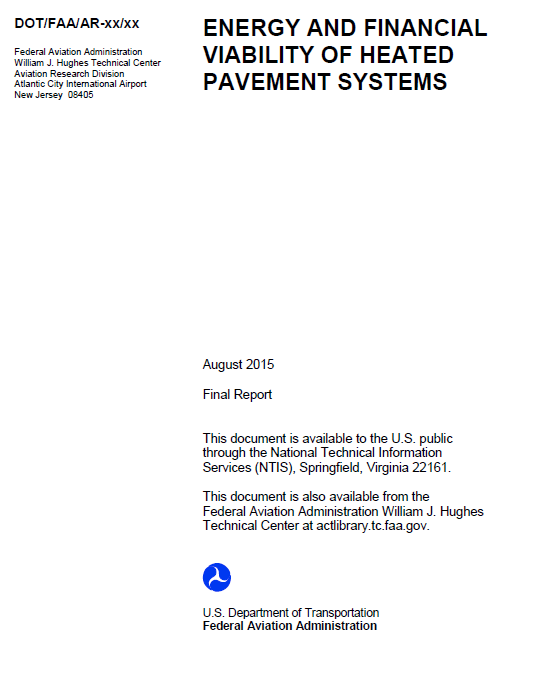 DOT/FAA/AR-xx/xx
Federal Aviation Administration
William J. Hughes Technical Center
Aviation Research Division
Atlantic City International Airport
New Jersey 08405
ENERGY AND FINANCIAL
VIABILITY OF HEATED
PAVEMENT SYSTEMS
August 2015
Final Report
This document is available to the U.S. public
through the National Technical Information
Services (NTIS), Springfield, Virginia 22161.
This document is also available from the
Federal Aviation Administration William J. Hughes
Technical Center at actlibrary.tc.faa.gov.
U.S. Department of Transportation
Federal Aviation Administration